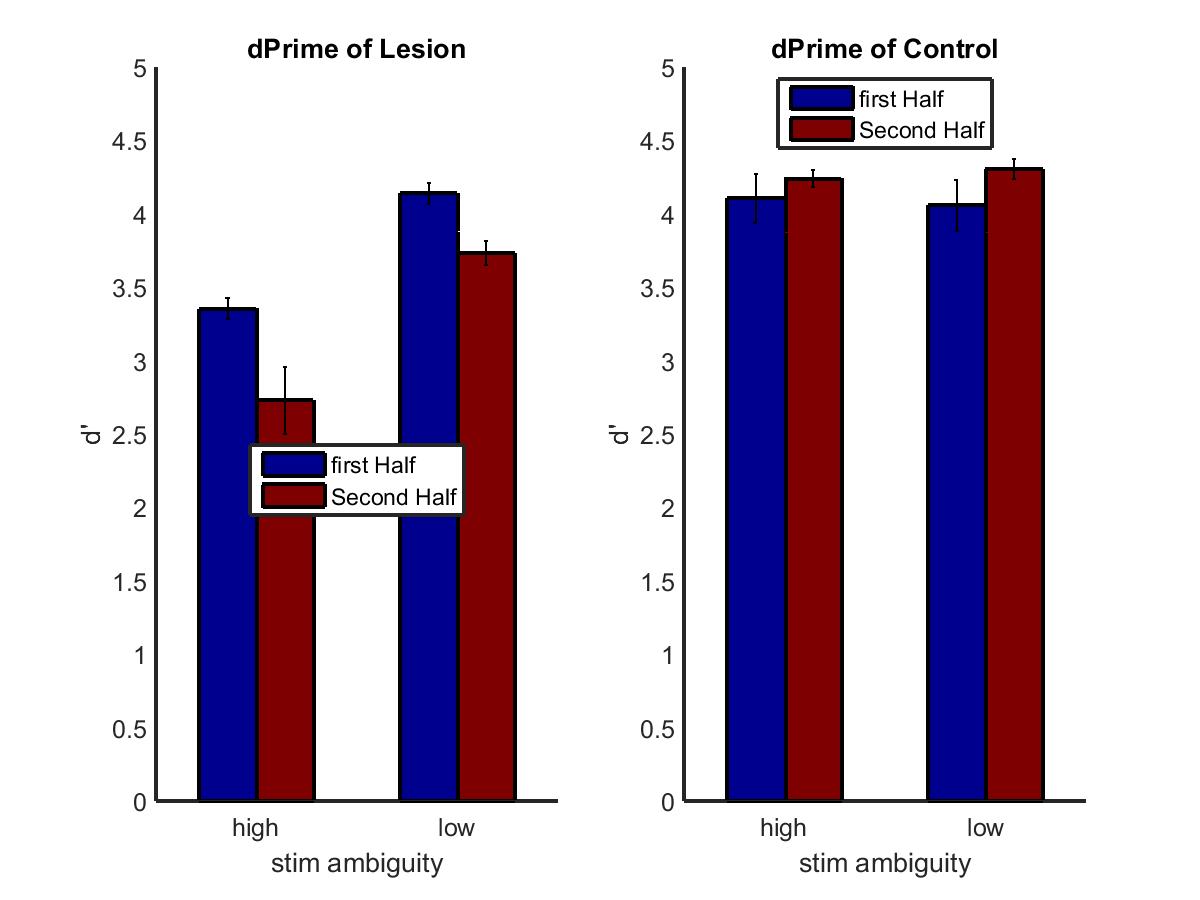 dPrime of Lesion
5
4.5
4
3.5
3
2.5
2
1.5
1
0.5
0
d'
first Half
Second Half
high
low
stim ambiguity
dPrime of Control
5
4.5
4
3.5
3
2.5
2
1.5
1
0.5
0
d'
first Half
Second Half
high
low
stim ambiguity